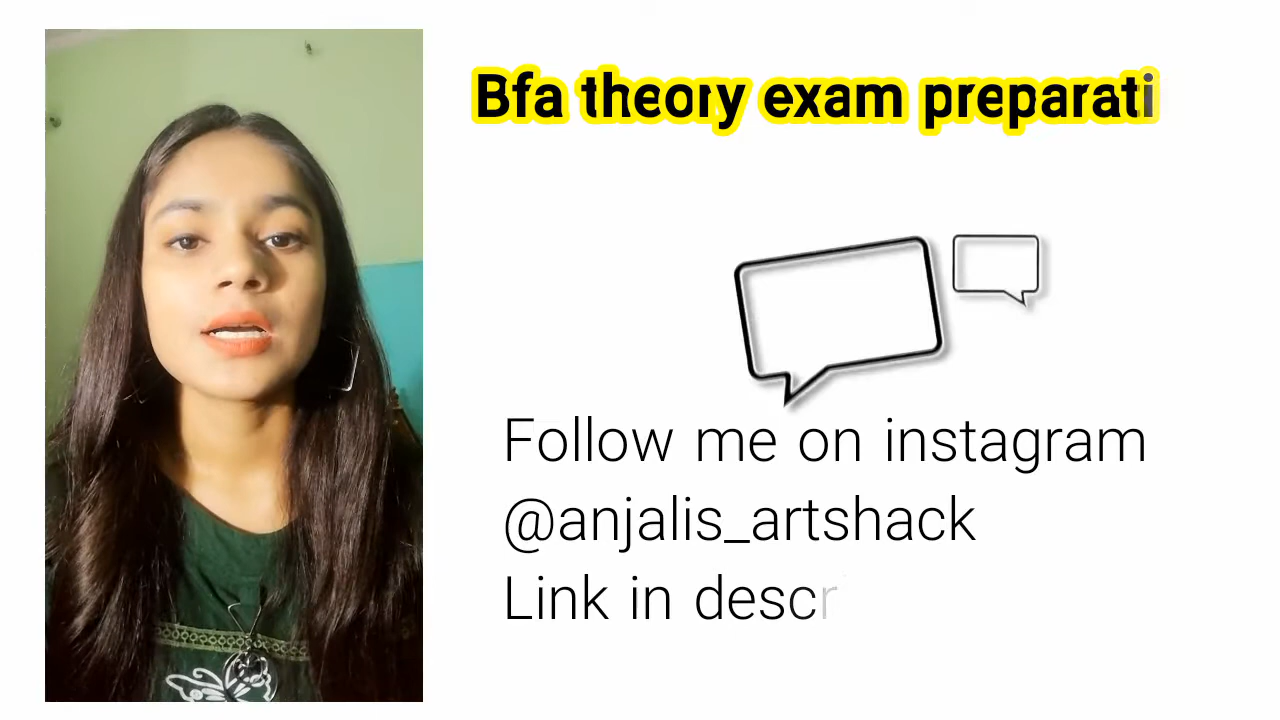 Bfa theory exam preparati
Follow me on instagram
@anjalis_artshack
Link in descr